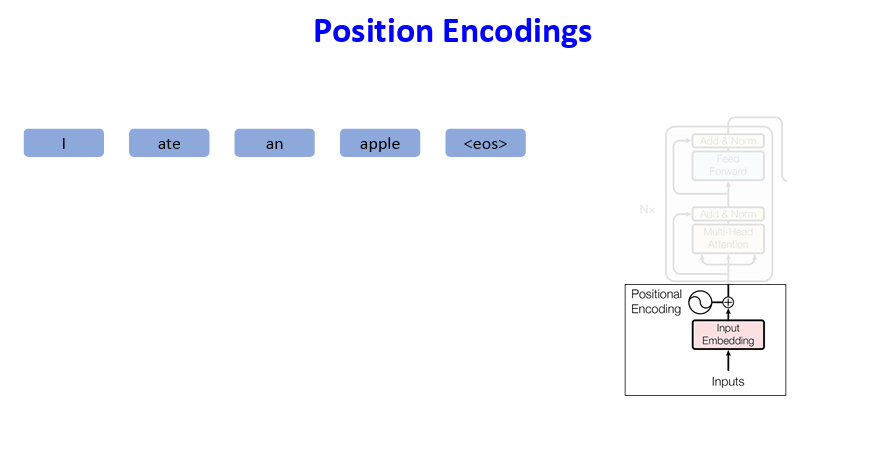 Position Encodings
I ate an apple <eos>
Add & Norm
Feed
Forward
Nx
Add & Norm
Multi-Head
Attention
Positional
Encoding
Input
Embedding
Inputs